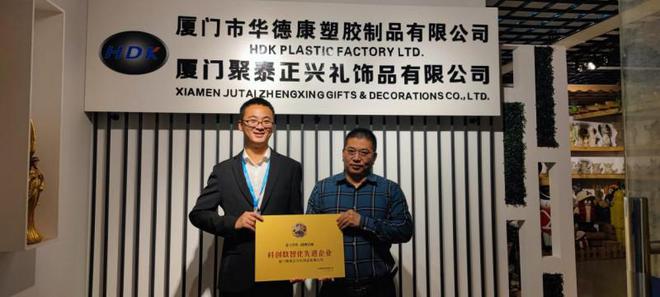 HDK
厦门市华德康塑胶制品有限公司
HDK PLASTIC FACTORY LTD.
厦门聚泰正兴礼饰品有限公司
XIAMEN JUTAIZHENGXING GIFTS & DECORATIONS CO., LTD.
科创数智化先进企业